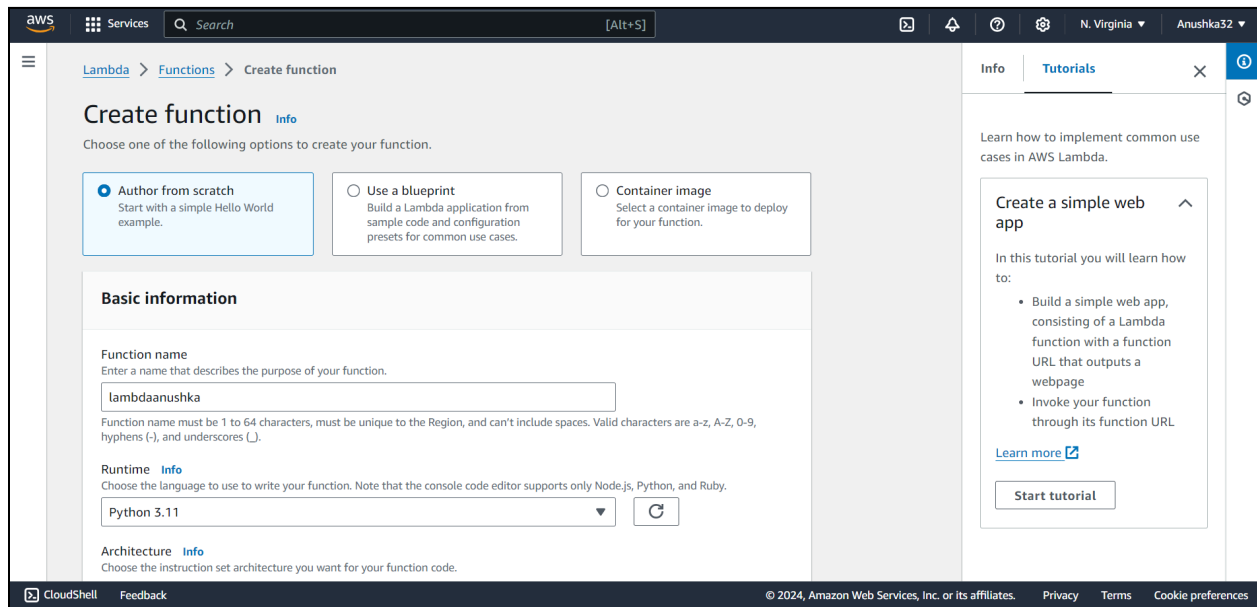 aws
Services
Search
[Alt+S]
N. Virginia
Anushka32
Lambda > Functions > Create function
Create function Info
Choose one of the following options to create your function.
Author from scratch
Start with a simple Hello World
example.
Use a blueprint
Build a Lambda application from
sample code and configuration
presets for common use cases.
Container image
Select a container image to deploy
for your function.
Basic information
Function name
Enter a name that describes the purpose of your function.
lambdaanushka
Function name must be 1 to 64 characters, must be unique to the Region, and can't include spaces. Valid characters are a-z, A-Z, 0-9,
hyphens (-), and underscores (_).
Runtime Info
Choose the language to use to write your function. Note that the console code editor supports only Node.js, Python, and Ruby.
Python 3.11
Architecture Info
Choose the instruction set architecture you want for your function code.
Info
Tutorials
Learn how to implement common use
cases in AWS Lambda.
Create a simple web
app
In this tutorial you will learn how
to:
• Build a simple web app,
consisting of a Lambda
function with a function
URL that outputs a
webpage
• Invoke your function
through its function URL
Learn more
Start tutorial
CloudShell
Feedback
© 2024, Amazon Web Services, Inc. or its affiliates.
Privacy
Terms
Cookie preferences